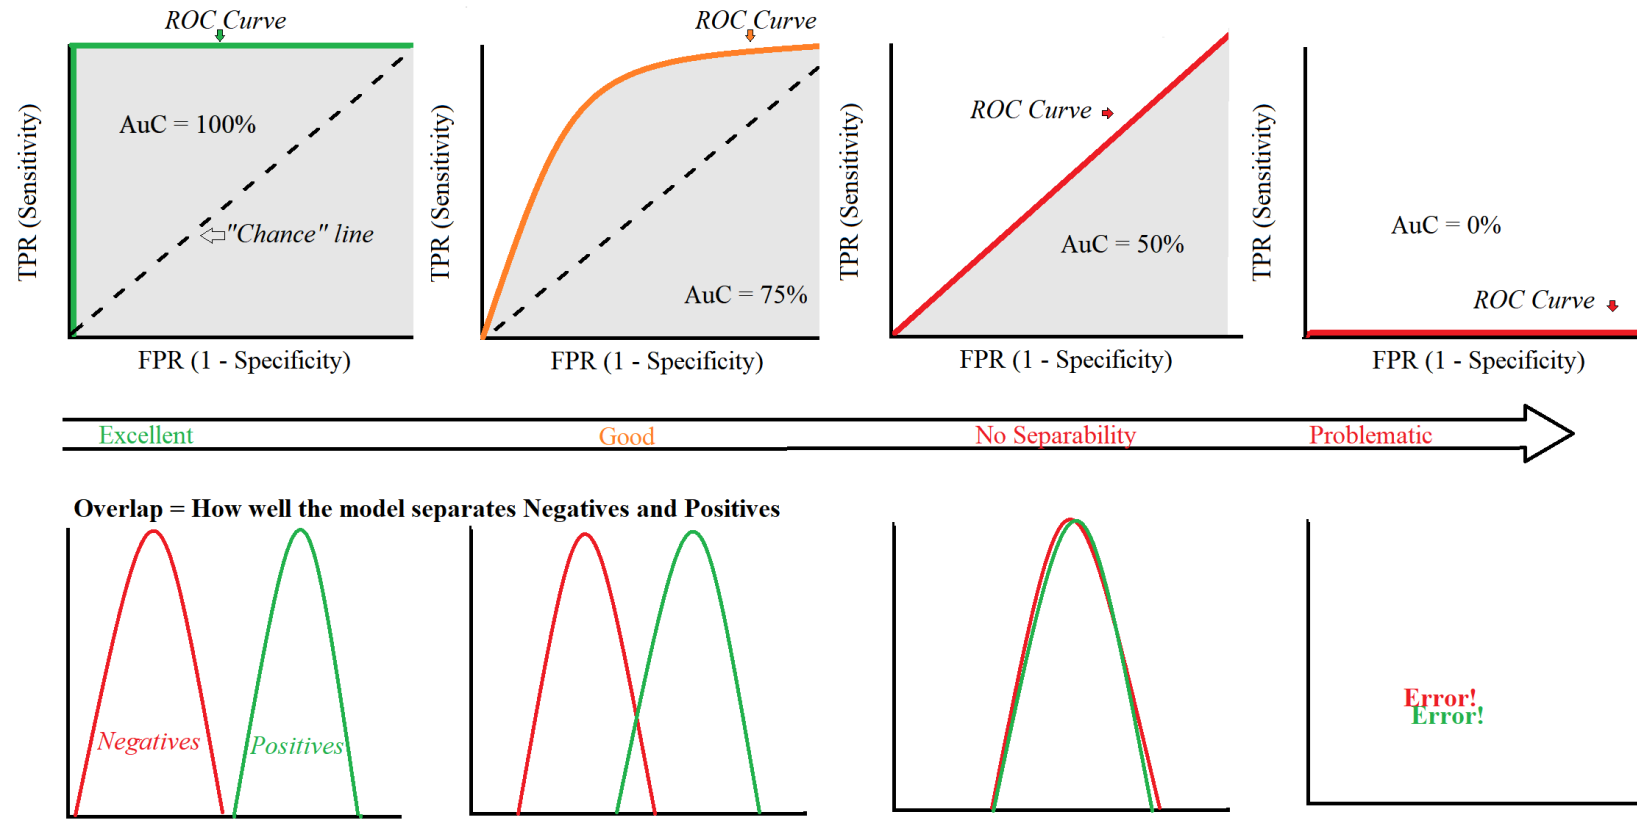 ROC Curve
ROC Curve
TPR (Sensitivity)
AuC = 100%
"Chance" line
FPR (1 - Specificity)
TPR (Sensitivity)
AuC = 75%
FPR (1 - Specificity)
TPR (Sensitivity)
ROC Curve
AuC = 50%
FPR (1 - Specificity)
TPR (Sensitivity)
AuC = 0%
ROC Curve
FPR (1 - Specificity)
Excellent
Good
No Separability
Problematic
Overlap = How well the model separates Negatives and Positives
Negatives
Positives
Error!
Error!